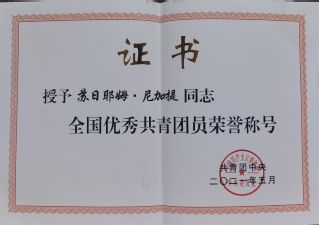 证书
授予 苏日耶姆·尼加提 同志
全国优秀共青团员荣誉称号
共青团中央
二〇二一年五月